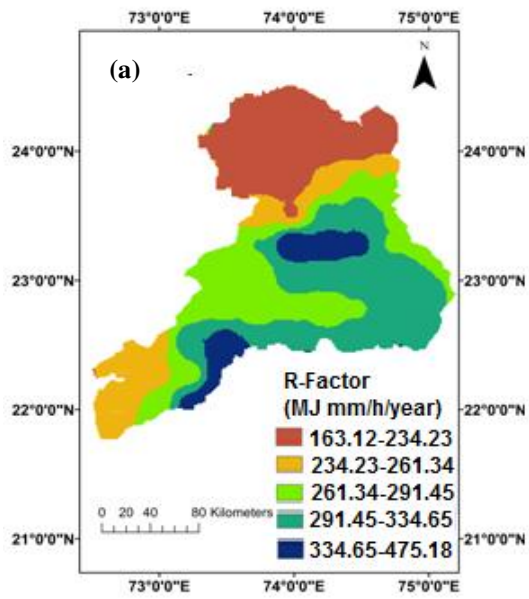 73°0'0"E 74°0'0"E 75°0'0"E
(a)
N
24°0'0"N 24°0'0"N
23°0'0"N 23°0'0"N
22°0'0"N 22°0'0"N
21°0'0"N 21°0'0"N
R-Factor
(MJ mm/h/year)
163.12-234.23
234.23-261.34
261.34-291.45
291.45-334.65
334.65-475.18
0 20 40 80 Kilometers
73°0'0"E 74°0'0"E 75°0'0"E